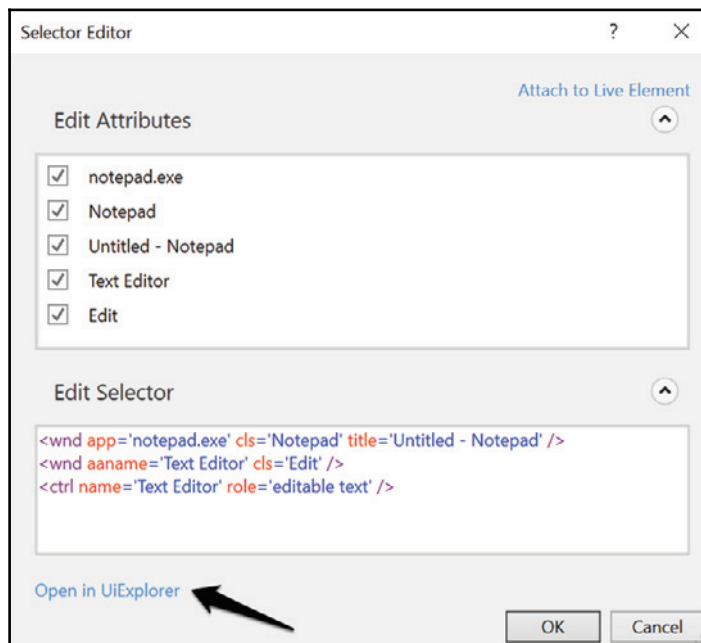 Selector Editor ?
Attach to Live Element
Edit Attributes
notepad.exe
Notepad
Untitled - Notepad
Text Editor
Edit
Edit Selector
<wnd app='notepad.exe' cls='Notepad' title='Untitled - Notepad' />
<wnd aaname='Text Editor' cls='Edit' />
<ctrl name='Text Editor' role='editable text' />
Open in UiExplorer
OK Cancel